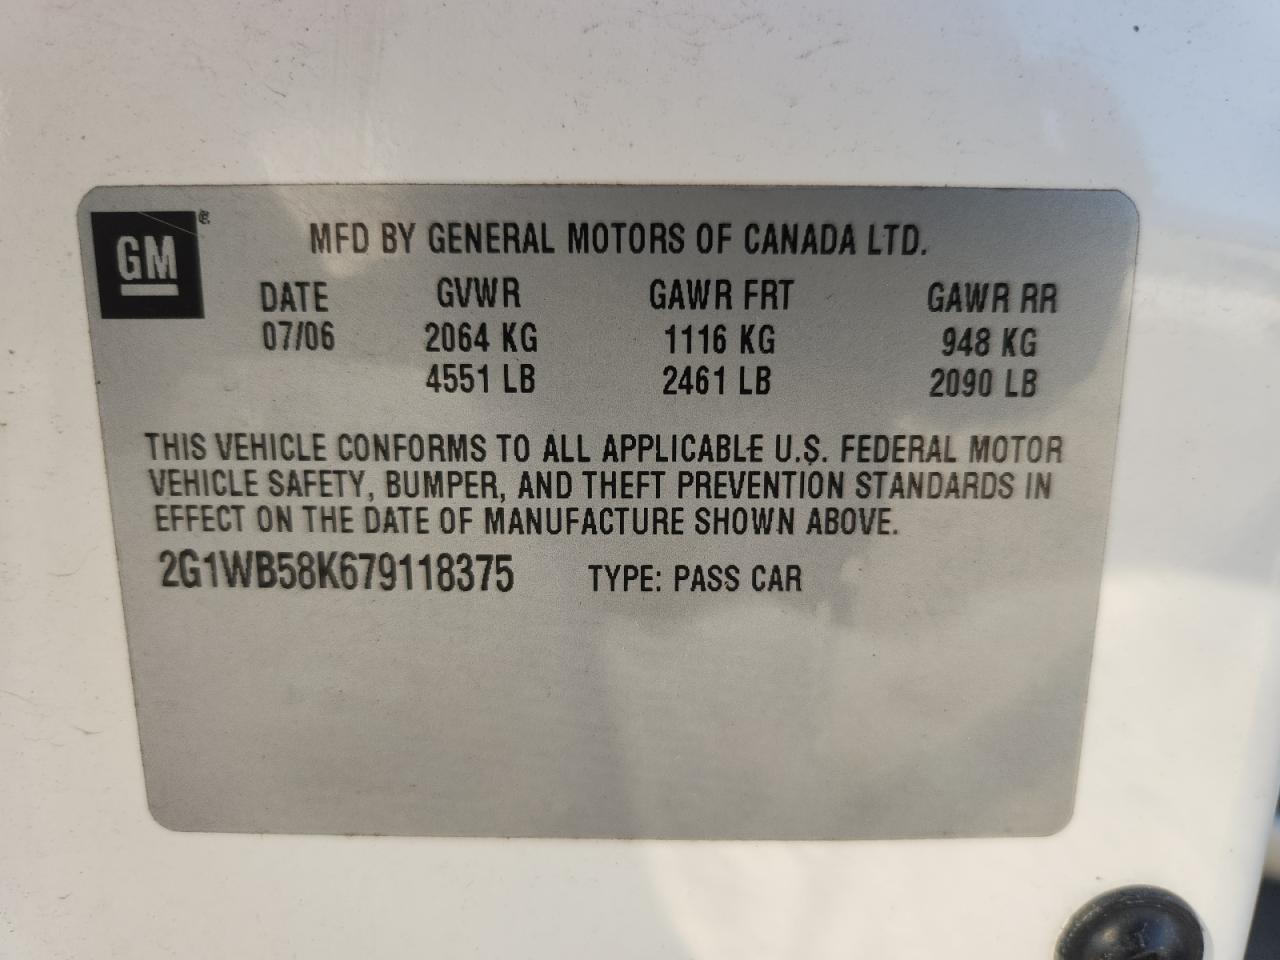 GM
MFD BY GENERAL MOTORS OF CANADA LTD.
DATE GVWR GAWR FRT GAWR RR
07/06 2064 KG 1116 KG 948 KG
4551 LB 2461 LB 2090 LB
THIS VEHICLE CONFORMS TO ALL APPLICABLE U.S. FEDERAL MOTOR
VEHICLE SAFETY, BUMPER, AND THEFT PREVENTION STANDARDS IN
EFFECT ON THE DATE OF MANUFACTURE SHOWN ABOVE.
2G1WB58K679118375 TYPE: PASS CAR